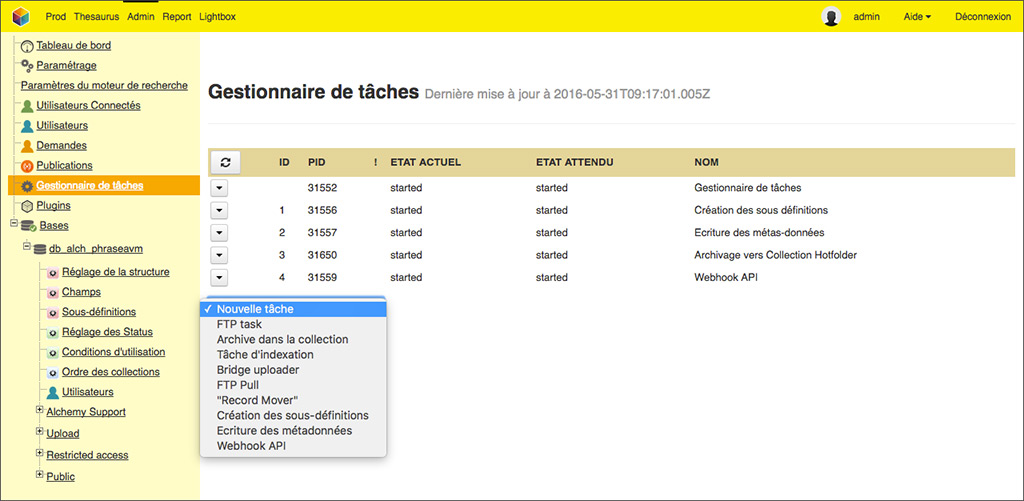 Prod Thesaurus Admin Report Lightbox admin Aide Déconnexion
Tableau de bord
Paramétrage
Paramètres du moteur de recherche
Utilisateurs Connectés
Utilisateurs
Demandes
Publications
Gestionnaire de tâches
Plugins
Bases
db_alch_phraseavm
Réglage de la structure
Champs
Sous-définitions
Réglage des Status
Conditions d'utilisation
Ordre des collections
Utilisateurs
Alchemy Support
Upload
Restricted access
Public
Gestionnaire de tâches Dernière mise à jour à 2016-05-31T09:17:01.005Z
ID PID ! ETAT ACTUEL ETAT ATTENDU NOM
31552 started started Gestionnaire de tâches
1 31556 started started Création des sous définitions
2 31557 started started Ecriture des métas-données
3 31650 started started Archivage vers Collection Hotfolder
4 31559 started started Webhook API
✓ Nouvelle tâche
FTP task
Archive dans la collection
Tâche d'indexation
Bridge uploader
FTP Pull
"Record Mover"
Création des sous-définitions
Ecriture des métadonnées
Webhook API